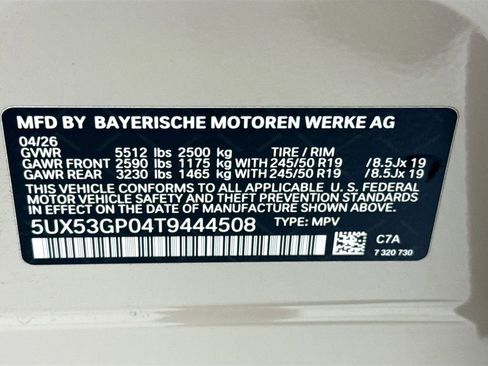 MFD BY BAYERISCHE MOTOREN WERKE AG
04/26
GVWR 5512 lbs 2500 kg TIRE / RIM
GAWR FRONT 2590 lbs 1175 kg WITH 245/50 R19 /8.5Jx 19
GAWR REAR 3230 lbs 1465 kg WITH 245/50 R19 /8.5Jx 19
THIS VEHICLE CONFORMS TO ALL APPLICABLE U. S. FEDERAL
MOTOR VEHICLE SAFETY AND THEFT PREVENTION STANDARDS
IN EFFECT ON THE DATE OF MANUFACTURE SHOWN ABOVE.
5UX53GP04T9444508 TYPE: MPV
C7A
7 320 730